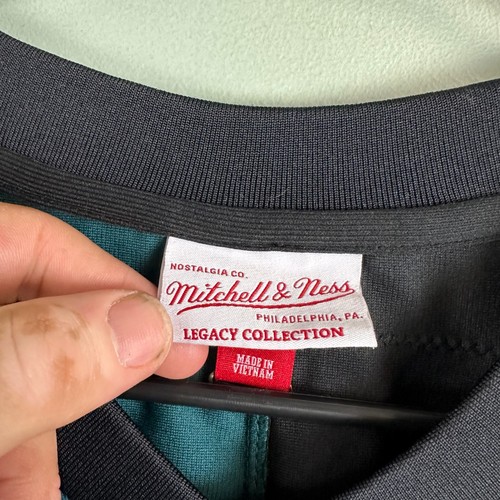 NOSTALGIA CO.
Mitchell & Ness
PHILADELPHIA, PA.
LEGACY COLLECTION
MADE IN
VIETNAM